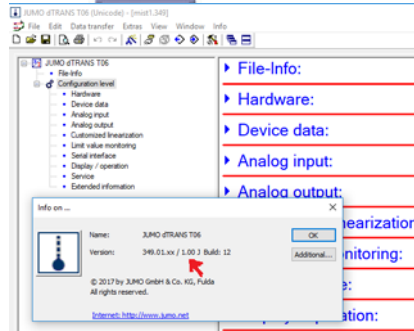 JUMO dTRANS T06 (Unicode) - [mist1.349]
File Edit Data transfer Extras View Window Info
JUMO dTRANS T06
File-Info
Configuration level
Hardware
Device data
Analog input
Analog output
Customized linearization
Limit value monitoring
Serial interface
Display / operation
Service
Extended information
File-Info:
Hardware:
Device data:
Analog input:
Analog output:
nearization
nitoring:
e:
ation:
Info on ...
Name: JUMO dTRANS T06
OK
Version: 349.01.xx / 1.00 J Build: 12
Additional...
© 2017 by JUMO GmbH & Co. KG, Fulda
All rights reserved.
Internet: http://www.jumo.net